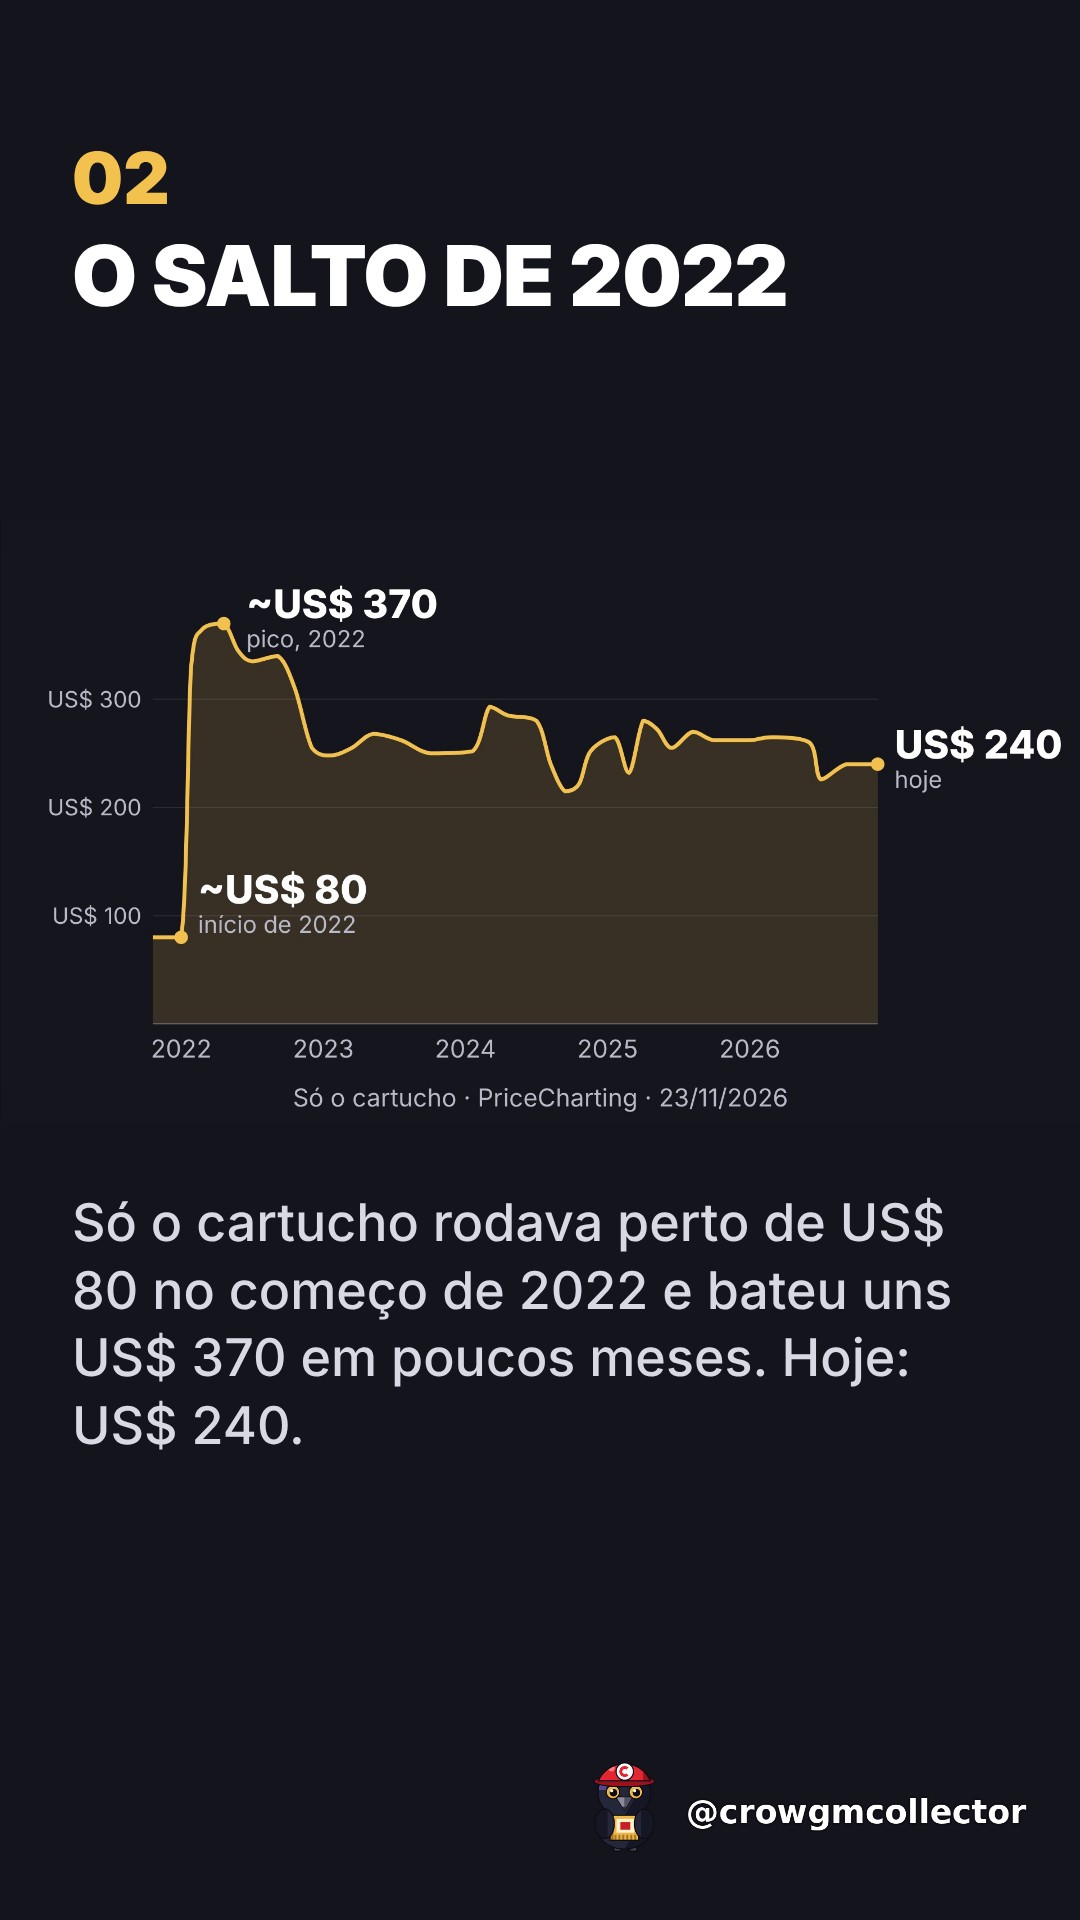 02
O SALTO DE 2022
~US$ 370
pico, 2022
US$ 300
US$ 240
hoje
US$ 200
~US$ 80
início de 2022
US$ 100
2022 2023 2024 2025 2026
Só o cartucho · PriceCharting · 23/11/2026
Só o cartucho rodava perto de US$
80 no começo de 2022 e bateu uns
US$ 370 em poucos meses. Hoje:
US$ 240.
C
@crowgmcollector